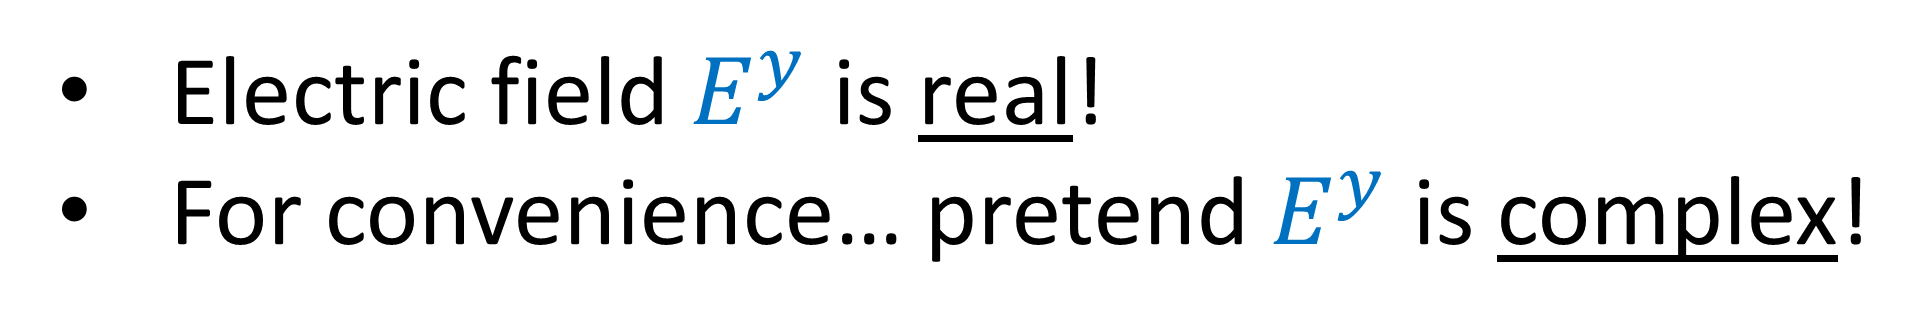 • Electric field E^y is real!
• For convenience... pretend E^y is complex!